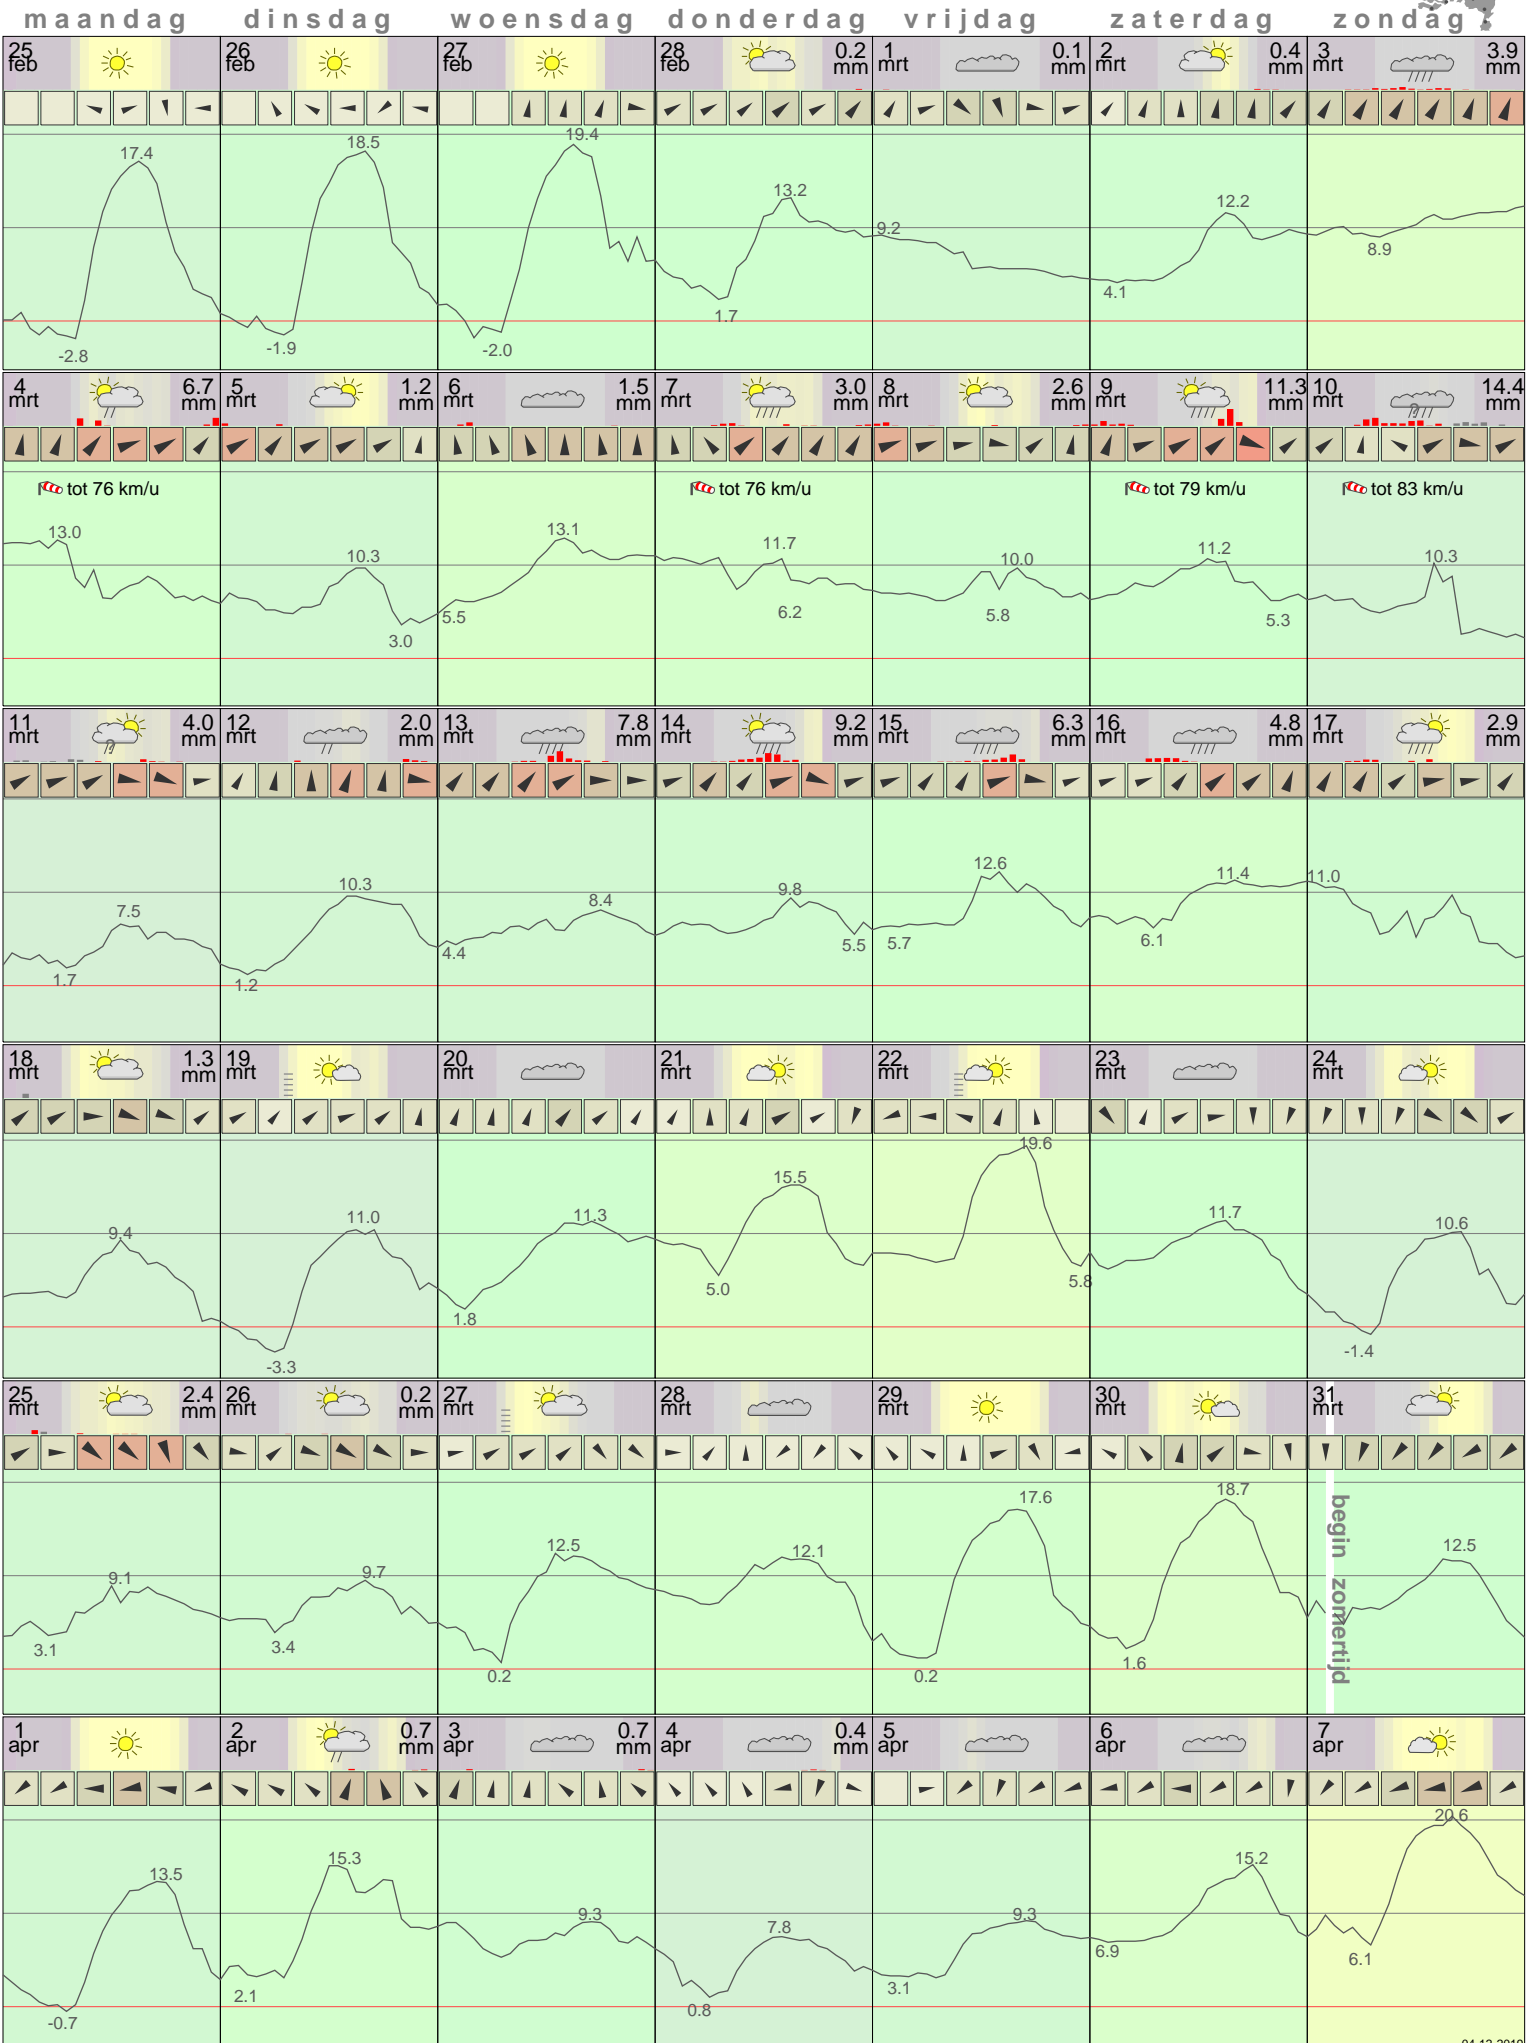 maandag dinsdag woensdag donderdag vrijdag zaterdag zondag
25 feb
26 feb
27 feb
28 feb 0.2 mm
1 mrt 0.1 mm
2 mrt 0.4 mm
3 mrt 3.9 mm
17.4 18.5 19.4 13.2 9.2 12.2 8.9
-2.8 -1.9 -2.0 1.7 4.1
4 mrt 6.7 mm
5 mrt 1.2 mm
6 mrt 1.5 mm
7 mrt 3.0 mm
8 mrt 2.6 mm
9 mrt 11.3 mm
10 mrt ? 14.4 mm
tot 76 km/u tot 76 km/u tot 79 km/u tot 83 km/u
13.0 10.3 13.1 11.7 10.0 11.2 10.3
3.0 5.5 6.2 5.8 5.3
11 mrt ? 4.0 mm
12 mrt 2.0 mm
13 mrt 7.8 mm
14 mrt 9.2 mm
15 mrt 6.3 mm
16 mrt 4.8 mm
17 mrt 2.9 mm
7.5 10.3 8.4 9.8 12.6 11.4 11.0
1.7 1.2 4.4 5.5 5.7 6.1
18 mrt 1.3 mm
19 mrt
20 mrt
21 mrt
22 mrt
23 mrt
24 mrt
9.4 11.0 11.3 15.5 19.6 11.7 10.6
-3.3 1.8 5.0 5.8 -1.4
25 mrt 2.4 mm
26 mrt 0.2 mm
27 mrt
28 mrt
29 mrt
30 mrt
31 mrt
9.1 9.7 12.5 12.1 17.6 18.7 12.5
3.1 3.4 0.2 0.2 1.6
begin zomertijd
1 apr
2 apr 0.7 mm
3 apr 0.7 mm
4 apr 0.4 mm
5 apr
6 apr
7 apr
13.5 15.3 9.3 7.8 9.3 15.2 20.6
-0.7 2.1 0.8 3.1 6.9 6.1